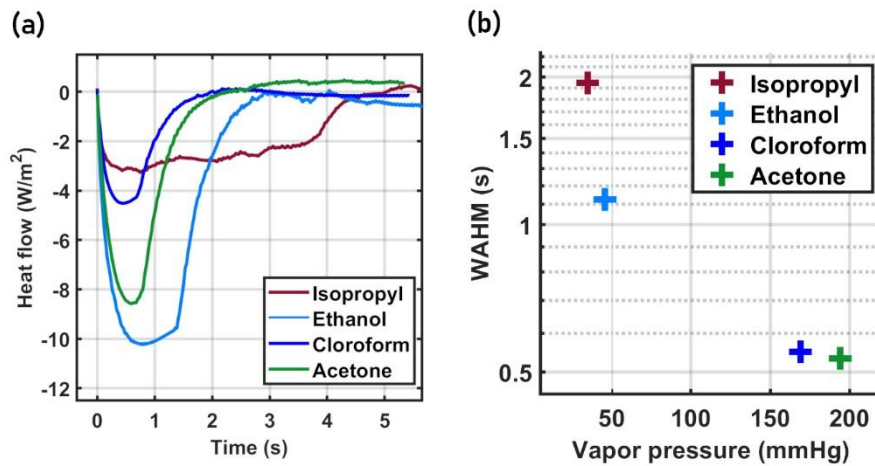 (a)
Heat flow (W/m²)
0
-2
-4
-6
-8
-10
-12
Isopropyl
Ethanol
Cloroform
Acetone
0 1 2 3 4 5
Time (s)
(b)
WAHM (s)
2
1.5
1
0.5
Isopropyl
Ethanol
Cloroform
Acetone
50 100 150 200
Vapor pressure (mmHg)